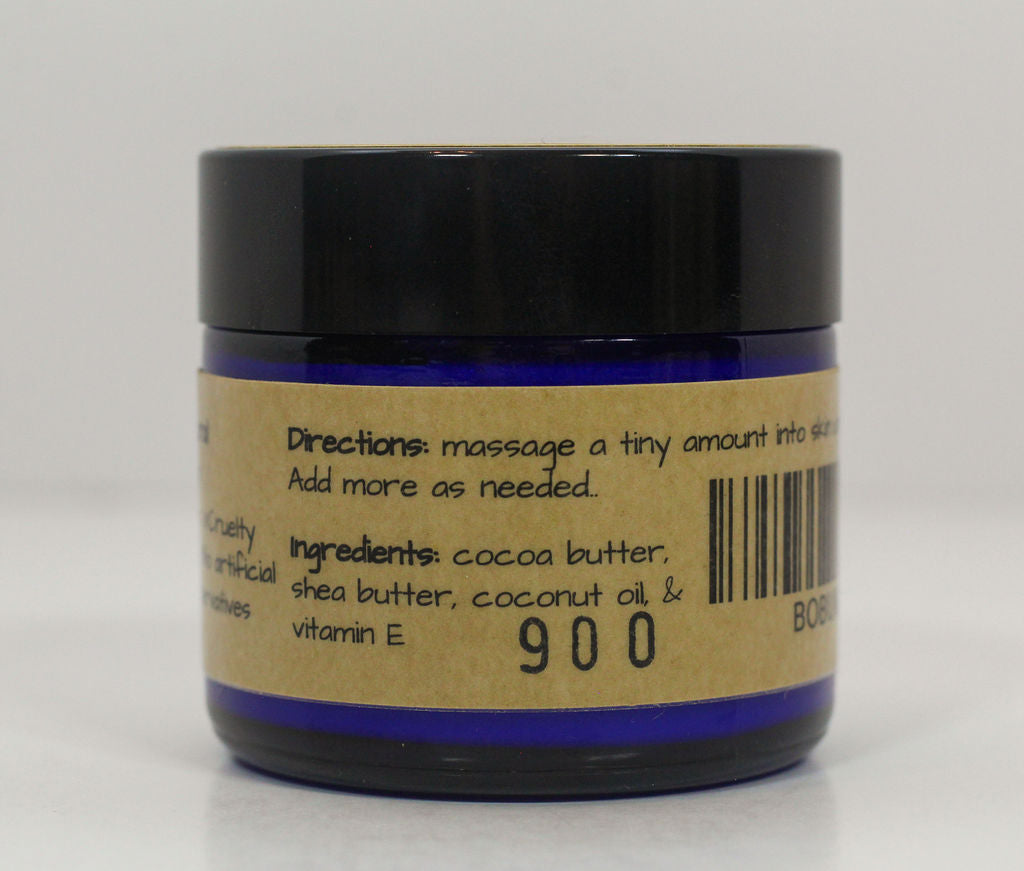 Directions: massage a tiny amount into skin
Add more as needed..
Cruelty
artificial
Ingredients: cocoa butter,
shea butter, coconut oil, &
vitamin E
900